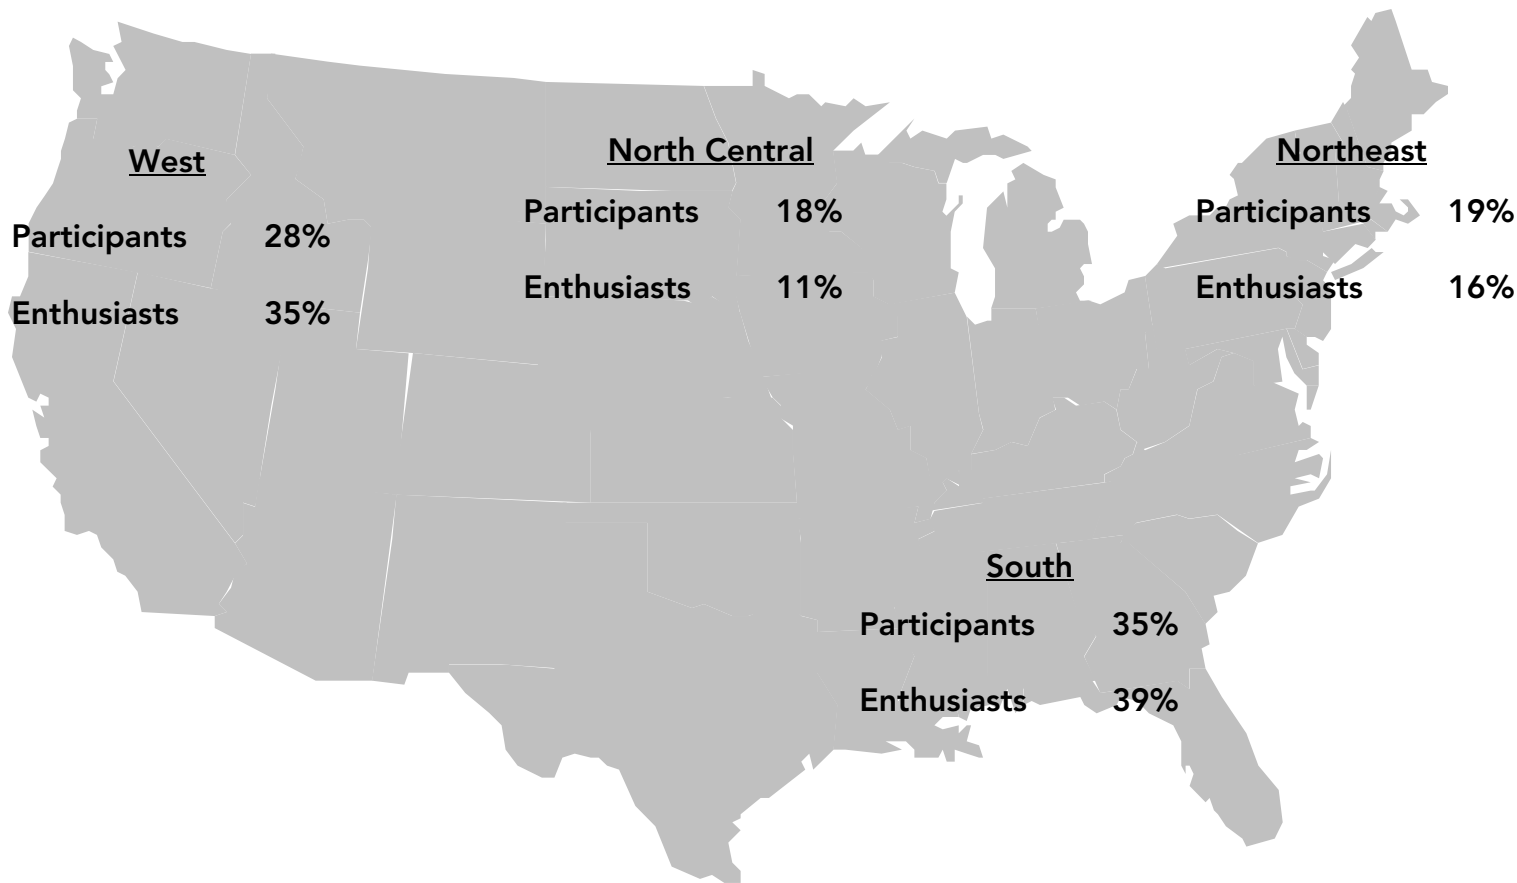 West
Participants 28%
Enthusiasts 35%
North Central
Participants 18%
Enthusiasts 11%
Northeast
Participants 19%
Enthusiasts 16%
South
Participants 35%
Enthusiasts 39%